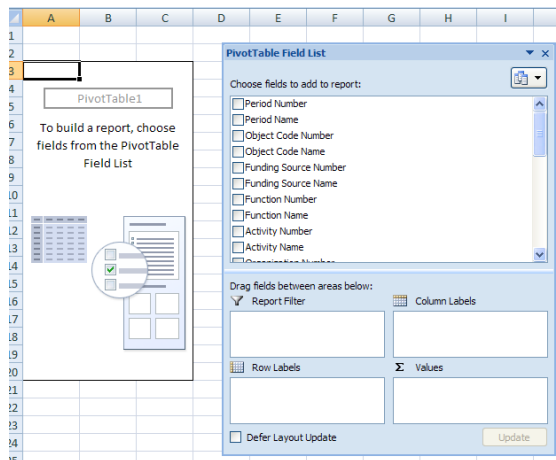 A B C D E F G H I
1
2
3
4
5
6
7
8
9
10
11
12
13
14
15
16
17
18
19
20
21
22
23
24
PivotTable1
To build a report, choose
fields from the PivotTable
Field List
PivotTable Field List
Choose fields to add to report:
Period Number
Period Name
Object Code Number
Object Code Name
Funding Source Number
Funding Source Name
Function Number
Function Name
Activity Number
Activity Name
Drag fields between areas below:
Report Filter
Column Labels
Row Labels
Σ Values
Defer Layout Update
Update